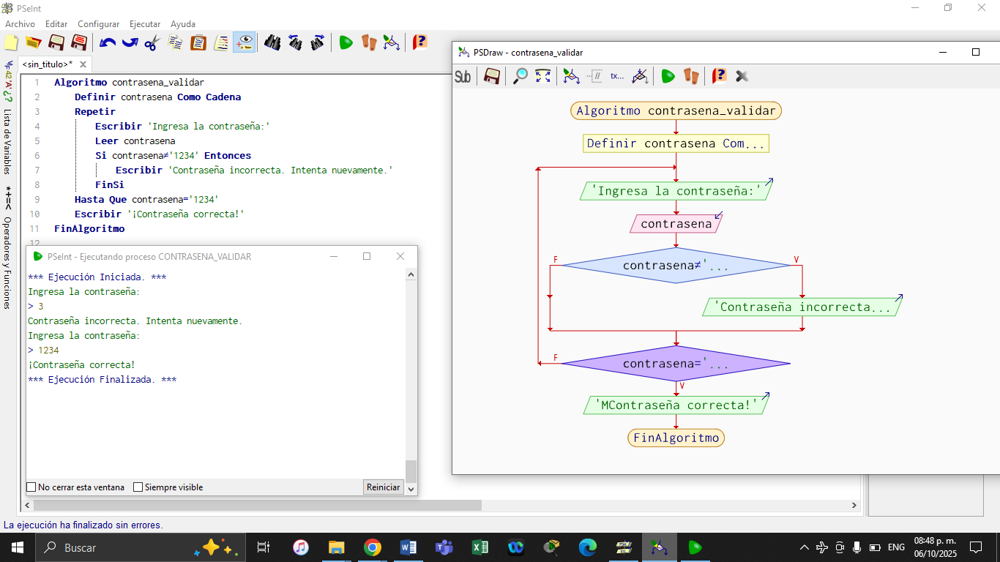 PSeInt
Archivo Editar Configurar Ejecutar Ayuda
<sin_titulo>* X
42 'A' ¿?
Lista de Variables
*+=<
Operadores y Funciones
1 Algoritmo contrasena_validar
2 Definir contrasena Como Cadena
3 Repetir
4 Escribir 'Ingresa la contraseña:'
5 Leer contrasena
6 Si contrasena≠'1234' Entonces
7 Escribir 'Contraseña incorrecta. Intenta nuevamente.'
8 FinSi
9 Hasta Que contrasena='1234'
10 Escribir '¡Contraseña correcta!'
11 FinAlgoritmo
12
PSeInt - Ejecutando proceso CONTRASENA_VALIDAR
*** Ejecución Iniciada. ***
Ingresa la contraseña:
> 3
Contraseña incorrecta. Intenta nuevamente.
Ingresa la contraseña:
> 1234
¡Contraseña correcta!
*** Ejecución Finalizada. ***
No cerrar esta ventana Siempre visible Reiniciar
PSDraw - contrasena_validar
Sub tx...
Algoritmo contrasena_validar
Definir contrasena Com...
'Ingresa la contraseña:'
contrasena
F contrasena≠'... V
'Contraseña incorrecta...
F contrasena='...
V
'MContraseña correcta!'
FinAlgoritmo
La ejecución ha finalizado sin errores.
Buscar
ENG
08:48 p. m.
06/10/2025